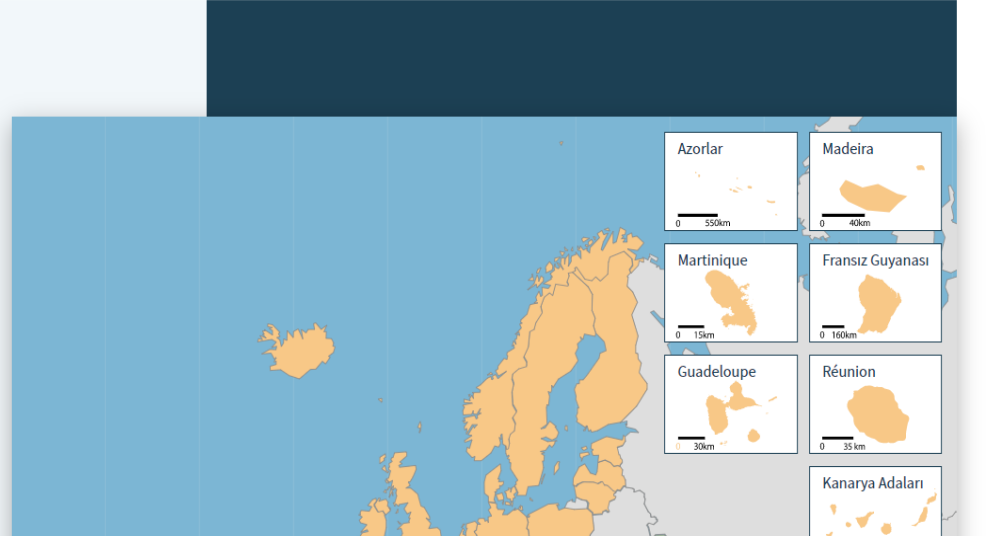 Azorlar
0 550km
Madeira
0 40km
Martinique
0 15km
Fransız Guyanası
0 160km
Guadeloupe
0 30km
Réunion
0 35 km
Kanarya Adaları